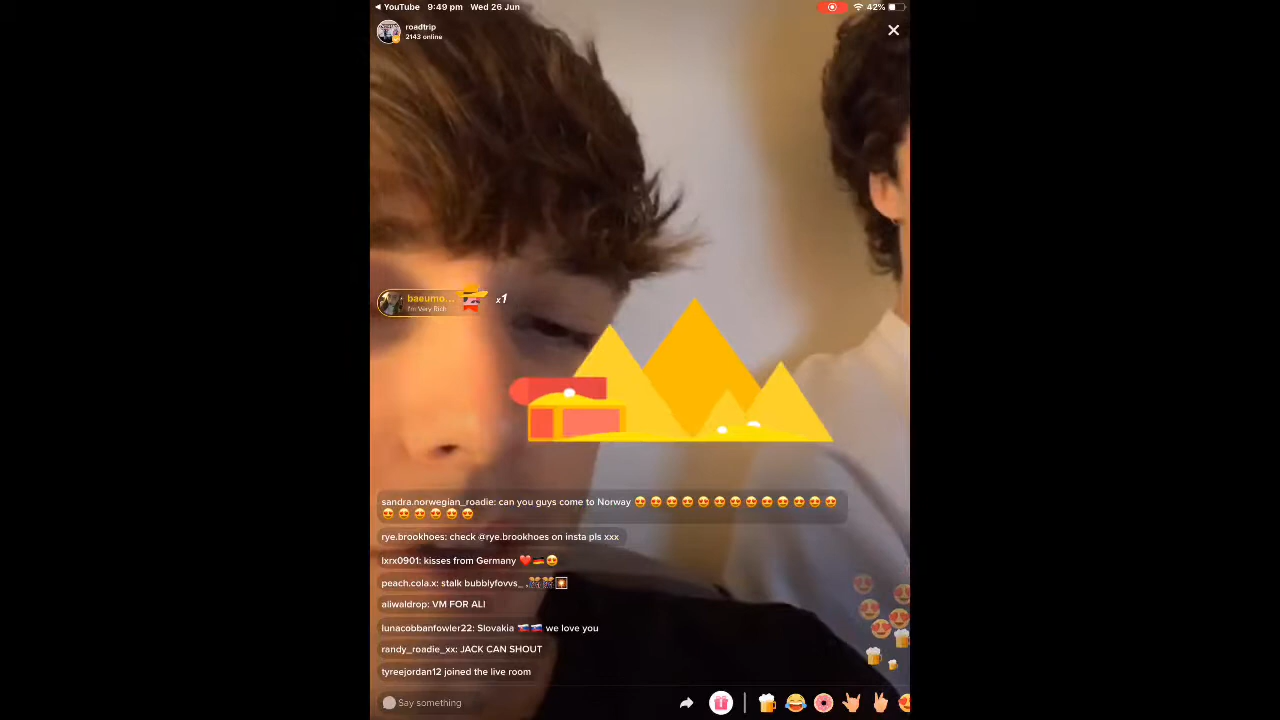 YouTube 9:49 pm Wed 26 Jun 42%
roadtrip
2143 online
baeumo... x1
I'm Very Rich
sandra.norwegian_roadie: can you guys come to Norway 😍 😍 😍 😍 😍 😍 😍 😍 😍 😍 😍 😍 😍
😍 😍 😍 😍 😍 😍
rye.brookhoes: check @rye.brookhoes on insta pls xxx
lxrx0901: kisses from Germany ❤️🇩🇪😍
peach.cola.x: stalk bubblyfovvs_
aliwaldrop: VM FOR ALI
lunacobbanfowler22: Slovakia 🇸🇰🇸🇰 we love you
randy_roadie_xx: JACK CAN SHOUT
tyreejordan12 joined the live room
Say something